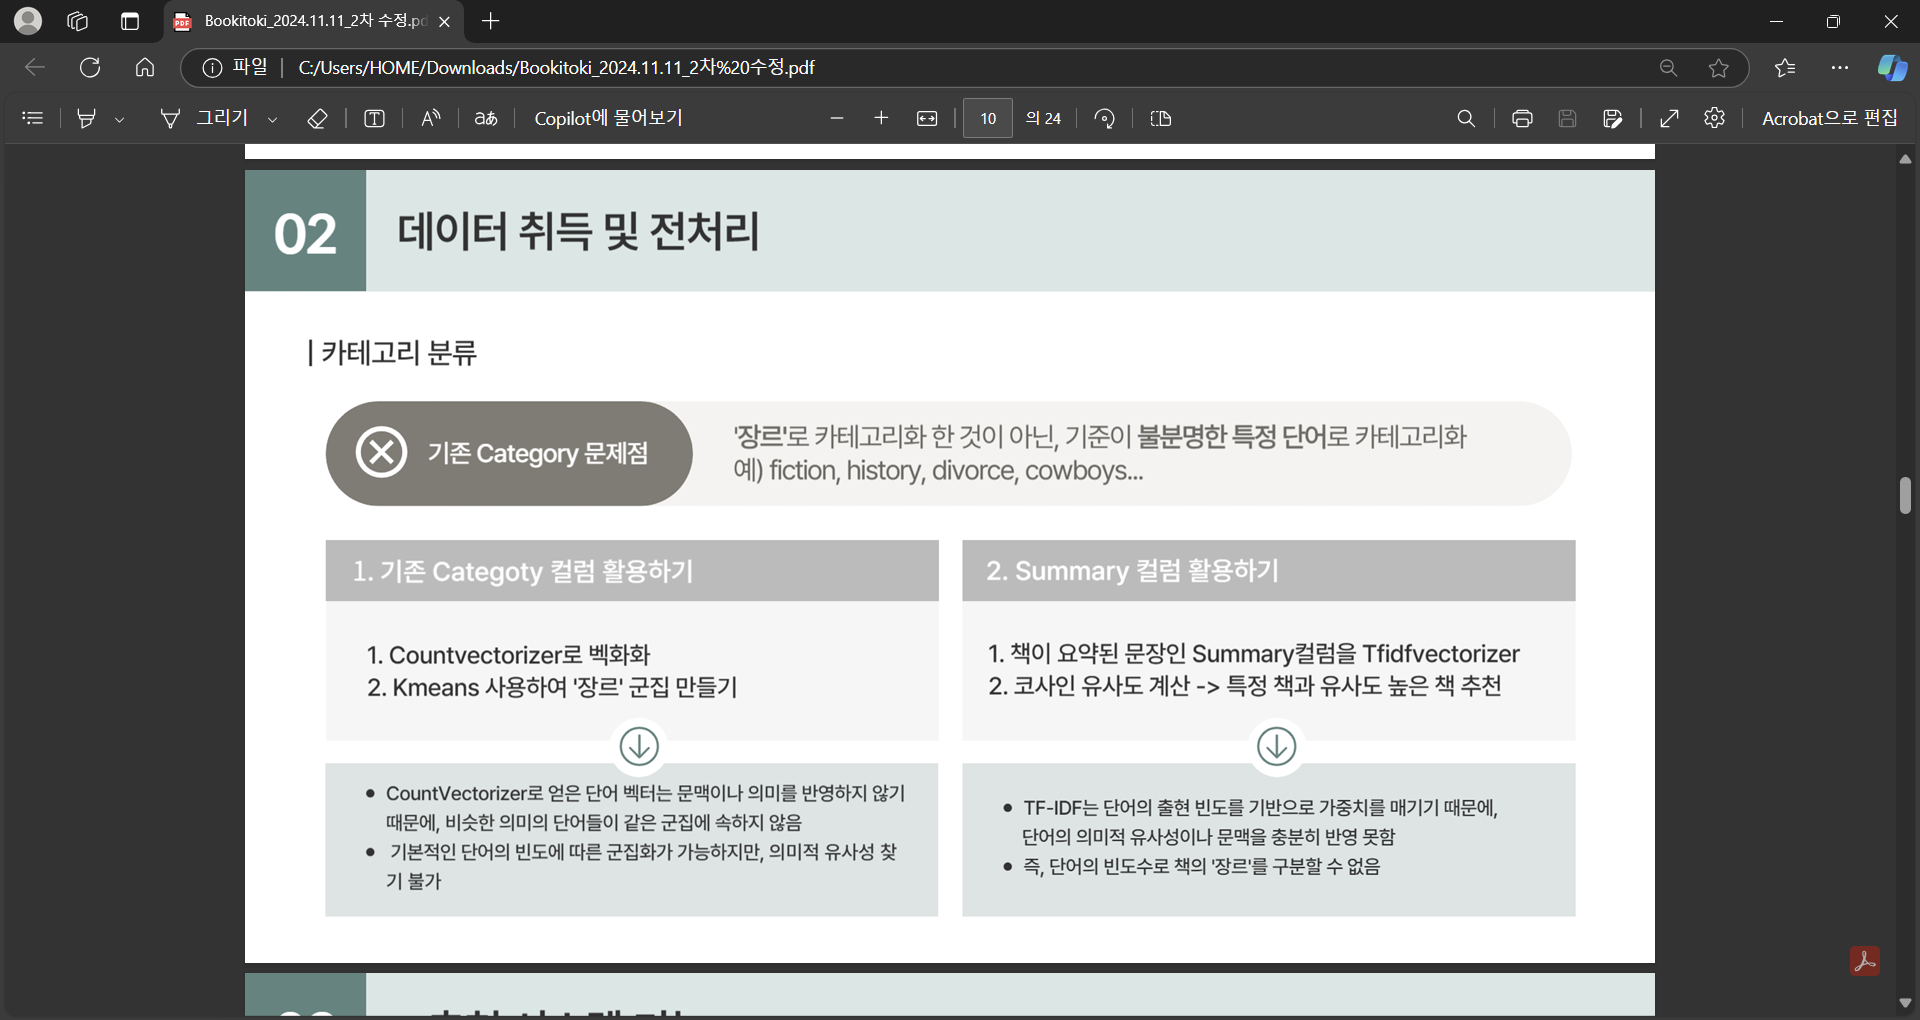 Bookitoki_2024.11.11_2차 수정.pd
파일
C:/Users/HOME/Downloads/Bookitoki_2024.11.11_2차%20수정.pdf
그리기
T
A
aあ
Copilot에 물어보기
10
의 24
Acrobat으로 편집
02
데이터 취득 및 전처리
| 카테고리 분류
기존 Category 문제점
'장르'로 카테고리화 한 것이 아닌, 기준이 불분명한 특정 단어로 카테고리화
예) fiction, history, divorce, cowboys...
1. 기존 Categoty 컬럼 활용하기
1. Countvectorizer로 벡화화
2. Kmeans 사용하여 '장르' 군집 만들기
• CountVectorizer로 얻은 단어 벡터는 문맥이나 의미를 반영하지 않기
때문에, 비슷한 의미의 단어들이 같은 군집에 속하지 않음
• 기본적인 단어의 빈도에 따른 군집화가 가능하지만, 의미적 유사성 찾
기 불가
2. Summary 컬럼 활용하기
1. 책이 요약된 문장인 Summary컬럼을 Tfidfvectorizer
2. 코사인 유사도 계산 -> 특정 책과 유사도 높은 책 추천
• TF-IDF는 단어의 출현 빈도를 기반으로 가중치를 매기기 때문에,
단어의 의미적 유사성이나 문맥을 충분히 반영 못함
• 즉, 단어의 빈도수로 책의 '장르'를 구분할 수 없음